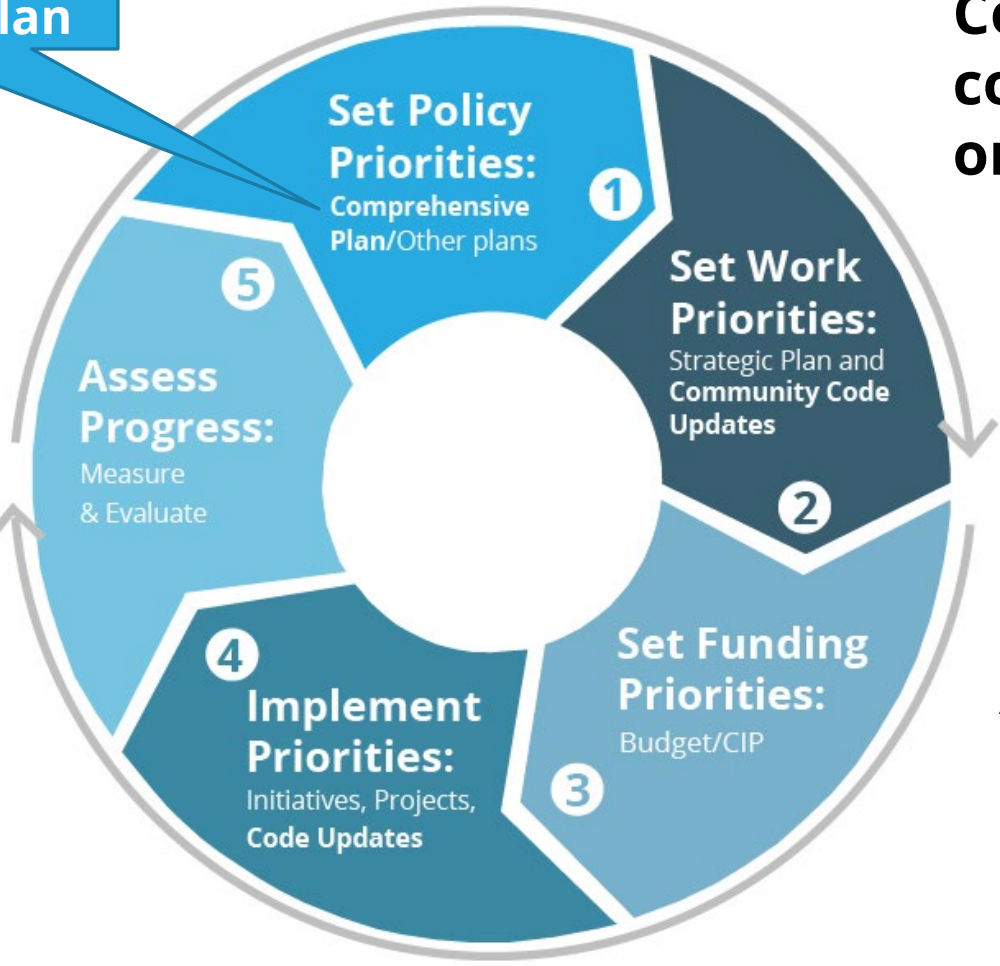 lan
Set Policy
Priorities:
Comprehensive
Plan/Other plans
1
Set Work
Priorities:
Strategic Plan and
Community Code
Updates
2
Set Funding
Priorities:
Budget/CIP
3
4
Implement
Priorities:
Initiatives, Projects,
Code Updates
5
Assess
Progress:
Measure
& Evaluate